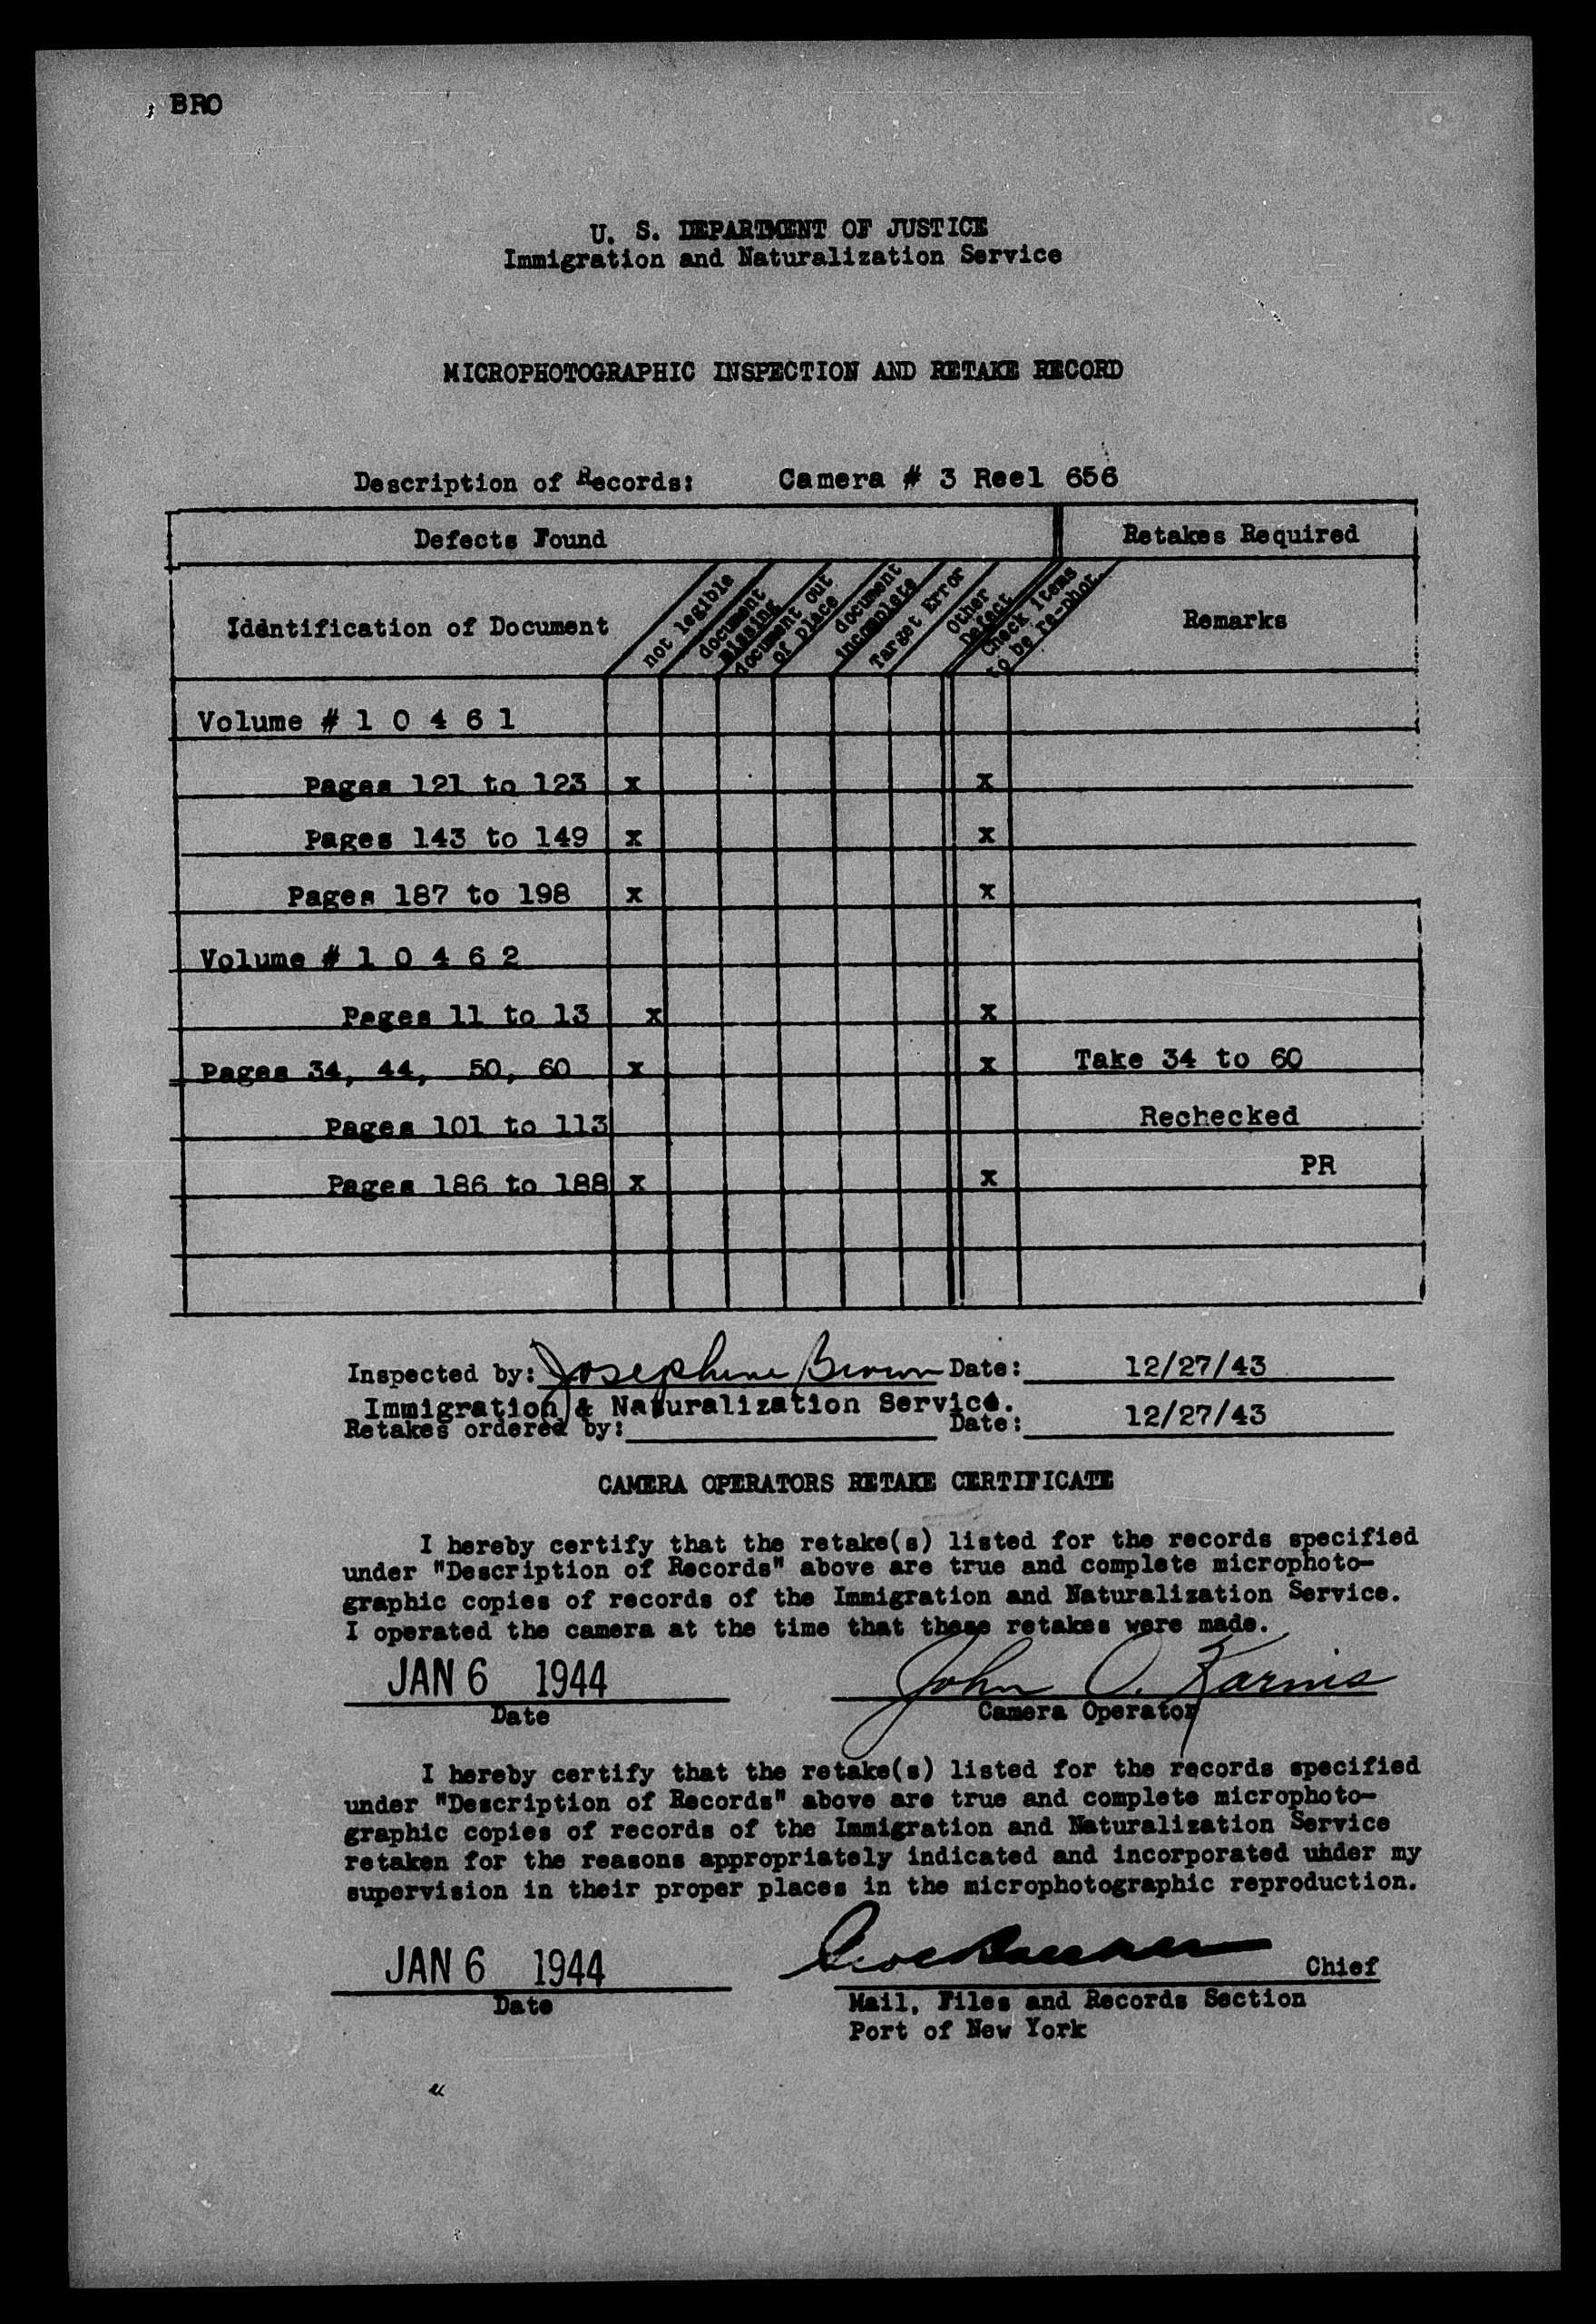 ; BRO
U. S. DEPARTMENT OF JUSTICE
Immigration and Naturalization Service
MICROPHOTOGRAPHIC INSPECTION AND RETAKE RECORD
Description of Records: Camera # 3 Reel 656
Defects Found Retakes Required
Identification of Document not legible document missing document out of place document incomplete Target Error Other Defect Check items to be re-phot. Remarks
Volume # 1 0 4 6 1
Pages 121 to 123 x x
Pages 143 to 149 x x
Pages 187 to 198 x x
Volume # 1 0 4 6 2
Pages 11 to 13 x x
Pages 34, 44, 50, 60 x x Take 34 to 60
Pages 101 to 113 Rechecked
Pages 186 to 188 x x PR
Inspected by: Josephine Brown Date: 12/27/43
Immigration & Naturalization Service.
Retakes ordered by: Date: 12/27/43
CAMERA OPERATORS RETAKE CERTIFICATE
I hereby certify that the retake(s) listed for the records specified
under "Description of Records" above are true and complete microphoto-
graphic copies of records of the Immigration and Naturalization Service.
I operated the camera at the time that these retakes were made.
JAN 6 1944 John O. Karnis
Date Camera Operator
I hereby certify that the retake(s) listed for the records specified
under "Description of Records" above are true and complete microphoto-
graphic copies of records of the Immigration and Naturalization Service
retaken for the reasons appropriately indicated and incorporated uhder my
supervision in their proper places in the microphotographic reproduction.
JAN 6 1944 Chief
Date Mail, Files and Records Section
Port of New York